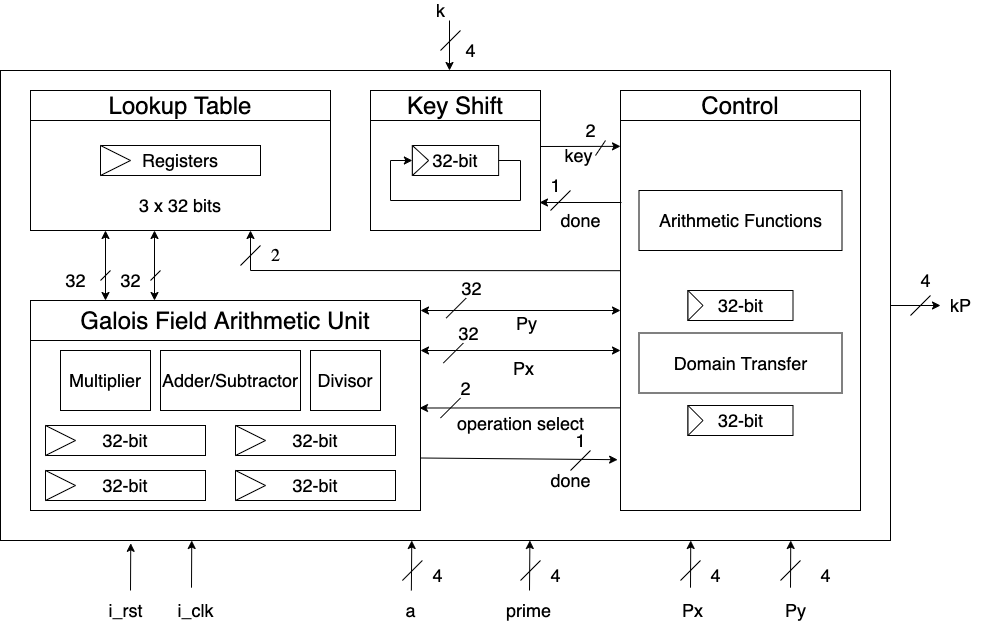 k
4
Lookup Table
Registers
3 x 32 bits
Key Shift
32-bit
2
key
1
done
Control
Arithmetic Functions
32-bit
Domain Transfer
32-bit
2
32
32
Galois Field Arithmetic Unit
Multiplier
Adder/Subtractor
Divisor
32-bit
32-bit
32-bit
32-bit
32
Py
32
Px
2
operation select
1
done
4
kP
4
4
4
4
i_rst
i_clk
a
prime
Px
Py